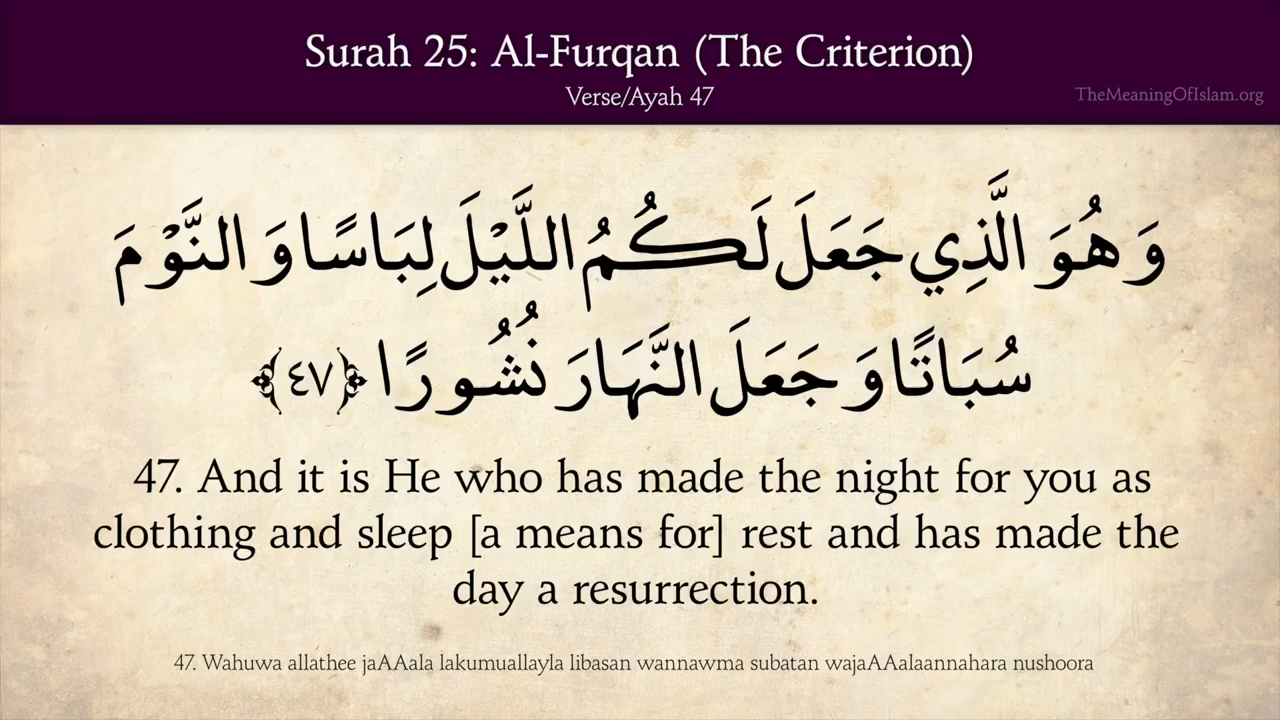 Surah 25: Al-Furqan (The Criterion)
Verse/Ayah 47
TheMeaningOfIslam.org
وَهُوَ الَّذِي جَعَلَ لَكُمُ اللَّيْلَ لِبَاسًا وَالنَّوْمَ
سُبَاتًا وَجَعَلَ النَّهَارَ نُشُورًا ﴿٤٧﴾
47. And it is He who has made the night for you as
clothing and sleep [a means for] rest and has made the
day a resurrection.
47. Wahuwa allathee jaAAala lakumuallayla libasan wannawma subatan wajaAAalaannahara nushoora